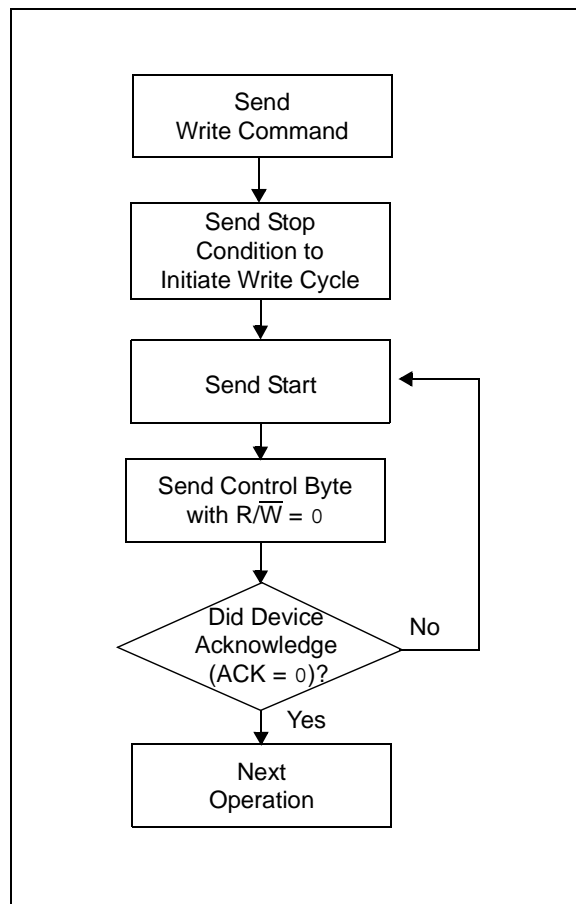 Send
Write Command
Send Stop
Condition to
Initiate Write Cycle
Send Start
Send Control Byte
with R/W̅ = 0
Did Device
Acknowledge
(ACK = 0)?
No
Yes
Next
Operation